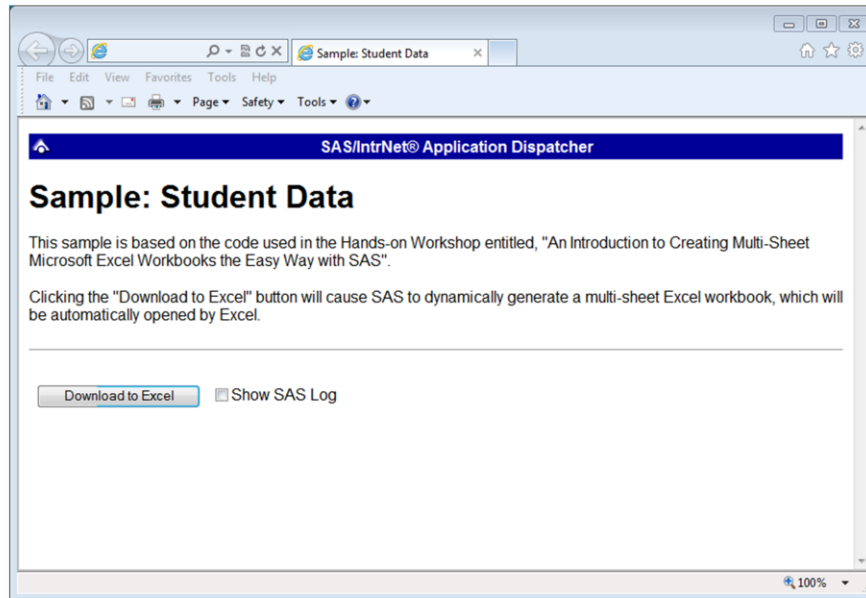 Sample: Student Data
File Edit View Favorites Tools Help
Page Safety Tools
SAS/IntrNet® Application Dispatcher
Sample: Student Data
This sample is based on the code used in the Hands-on Workshop entitled, "An Introduction to Creating Multi-Sheet
Microsoft Excel Workbooks the Easy Way with SAS".
Clicking the "Download to Excel" button will cause SAS to dynamically generate a multi-sheet Excel workbook, which will
be automatically opened by Excel.
Download to Excel Show SAS Log
100%